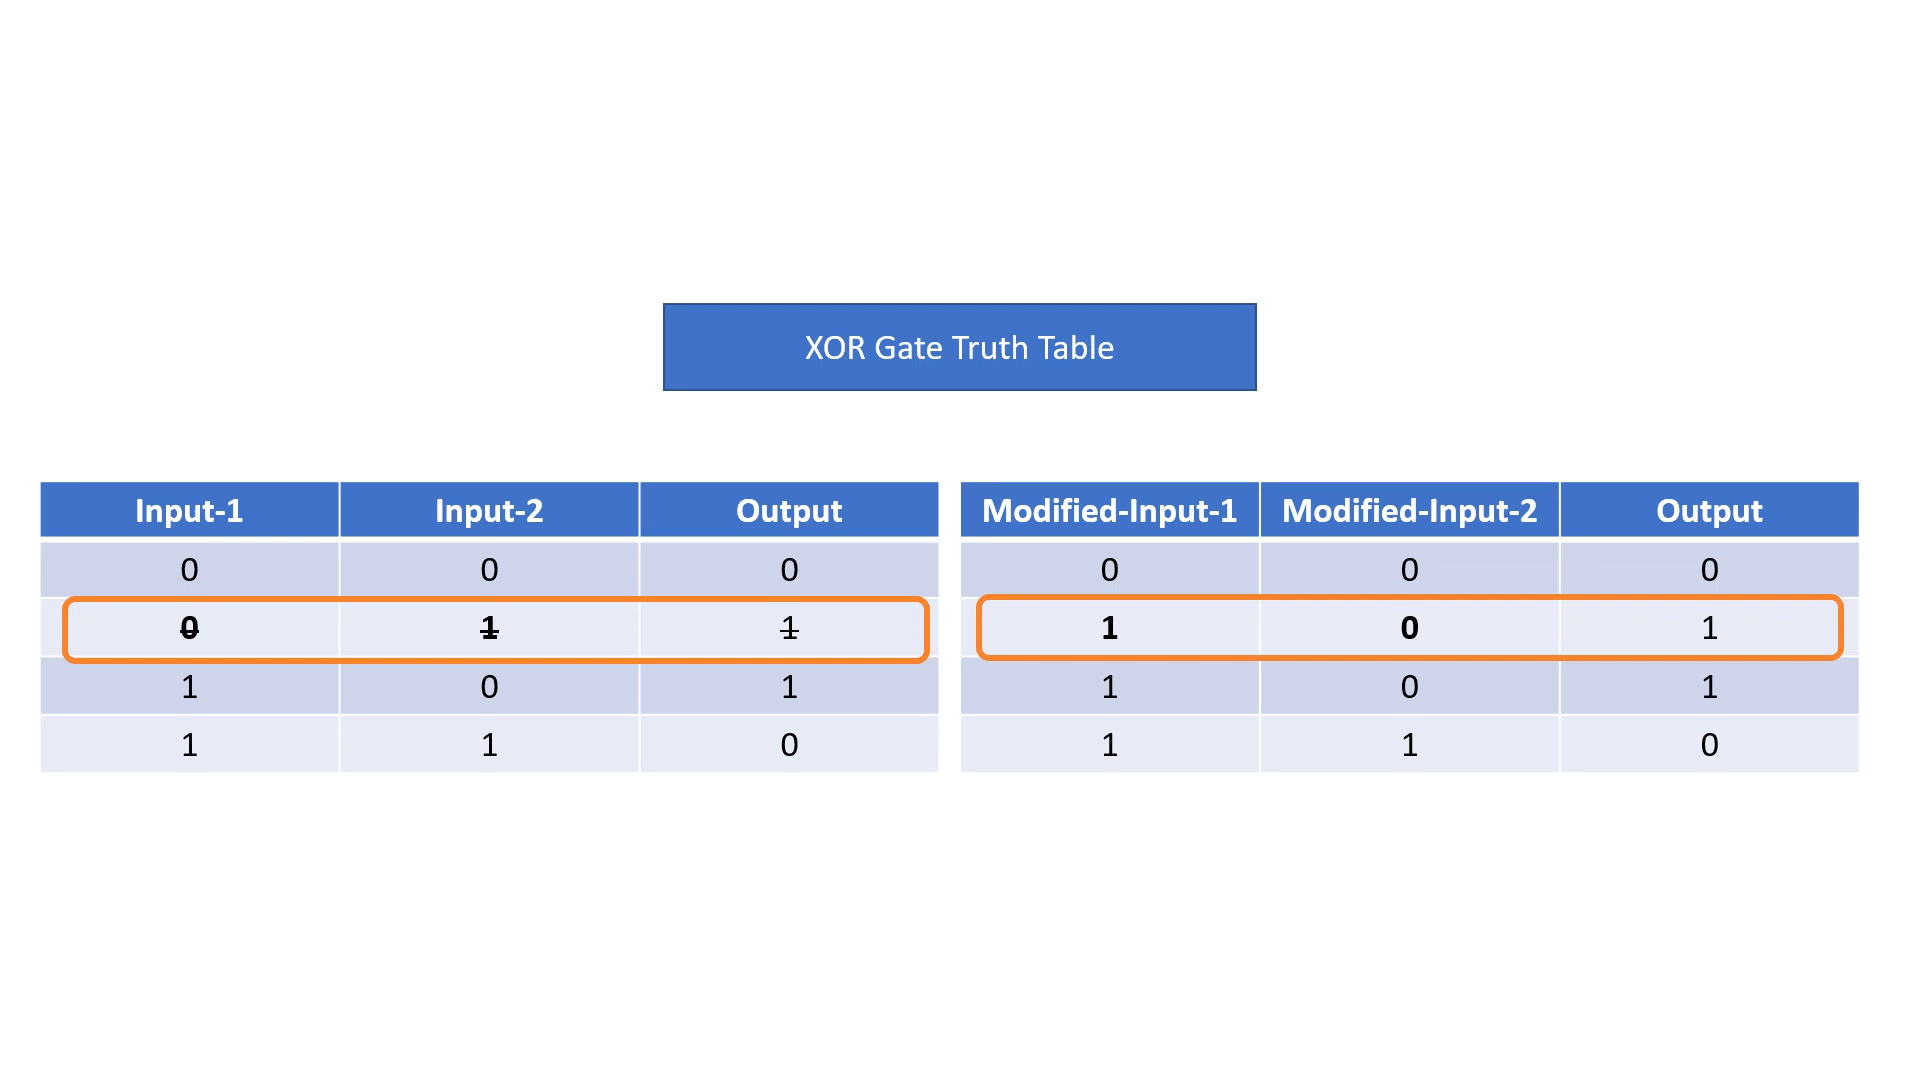 XOR Gate Truth Table
Input-1 Input-2 Output
0 0 0
0 1 1
1 0 1
1 1 0
Modified-Input-1 Modified-Input-2 Output
0 0 0
1 0 1
1 0 1
1 1 0